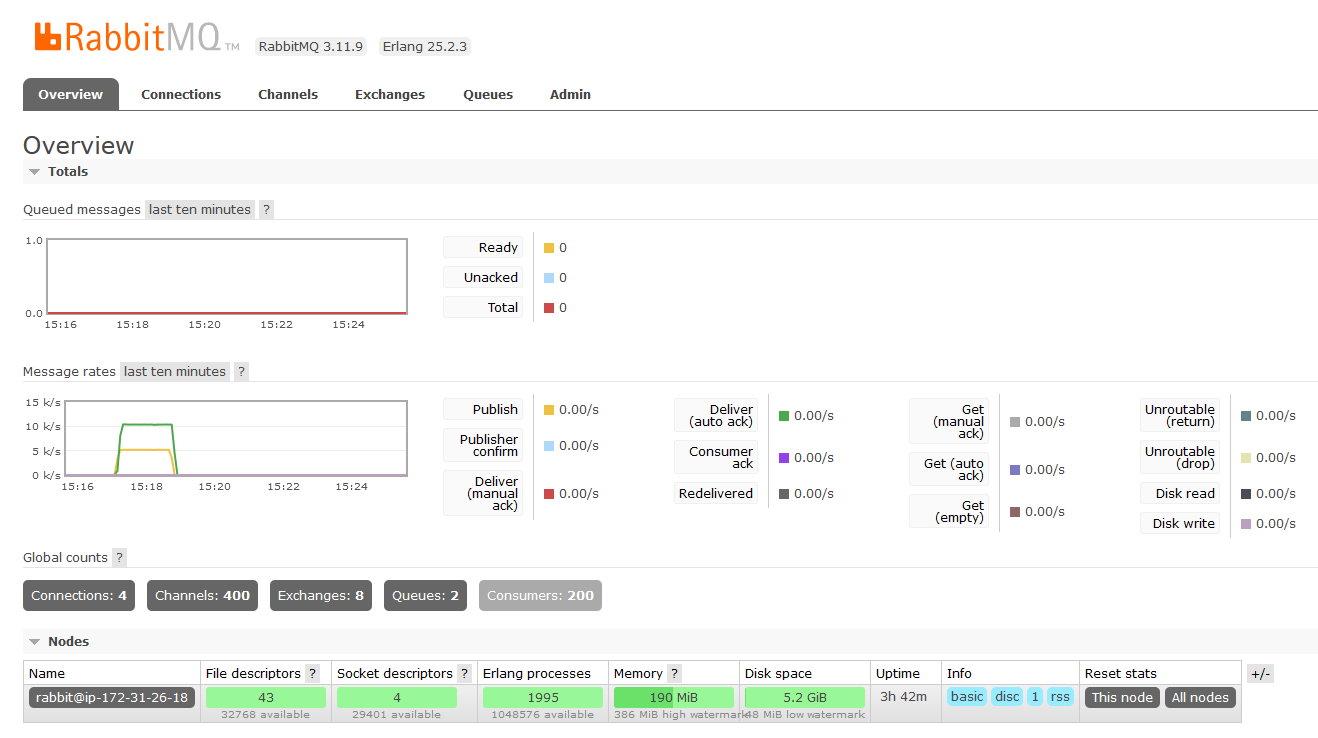 RabbitMQ TM RabbitMQ 3.11.9 Erlang 25.2.3
Overview Connections Channels Exchanges Queues Admin
Overview
Totals
Queued messages last ten minutes ?
1.0
0.0
15:16 15:18 15:20 15:22 15:24
Ready 0
Unacked 0
Total 0
Message rates last ten minutes ?
15 k/s
10 k/s
5 k/s
0 k/s
15:16 15:18 15:20 15:22 15:24
Publish 0.00/s
Publisher
confirm 0.00/s
Deliver
(manual
ack) 0.00/s
Deliver
(auto ack) 0.00/s
Consumer
ack 0.00/s
Redelivered 0.00/s
Get
(manual
ack) 0.00/s
Get (auto
ack) 0.00/s
Get
(empty) 0.00/s
Unroutable
(return) 0.00/s
Unroutable
(drop) 0.00/s
Disk read 0.00/s
Disk write 0.00/s
Global counts ?
Connections: 4 Channels: 400 Exchanges: 8 Queues: 2 Consumers: 200
Nodes
Name File descriptors ? Socket descriptors ? Erlang processes Memory ? Disk space Uptime Info Reset stats +/-
rabbit@ip-172-31-26-18 43 4 1995 190 MiB 5.2 GiB 3h 42m basic disc 1 rss This node All nodes
32768 available 29401 available 1048576 available 386 MiB high watermark 48 MiB low watermark